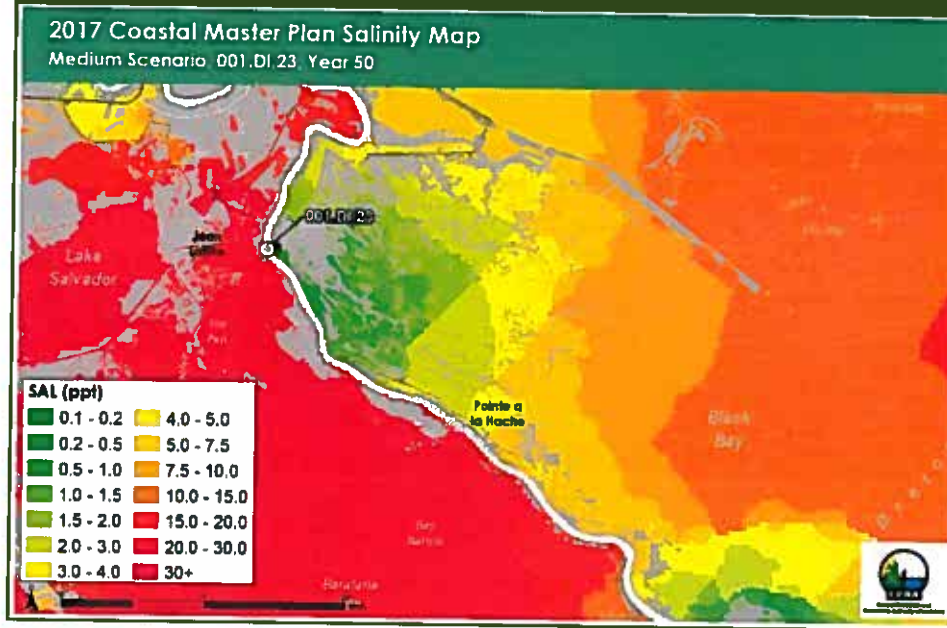 2017 Coastal Master Plan Salinity Map
Medium Scenario, 001.DI.23, Year 50
001.DI.23
Jean
Lake
Salvador
Pointe a
la Hache
Black
Bay
Bay
Barataria
SAL (ppt)
0.1 - 0.2
0.2 - 0.5
0.5 - 1.0
1.0 - 1.5
1.5 - 2.0
2.0 - 3.0
3.0 - 4.0
4.0 - 5.0
5.0 - 7.5
7.5 - 10.0
10.0 - 15.0
15.0 - 20.0
20.0 - 30.0
30+